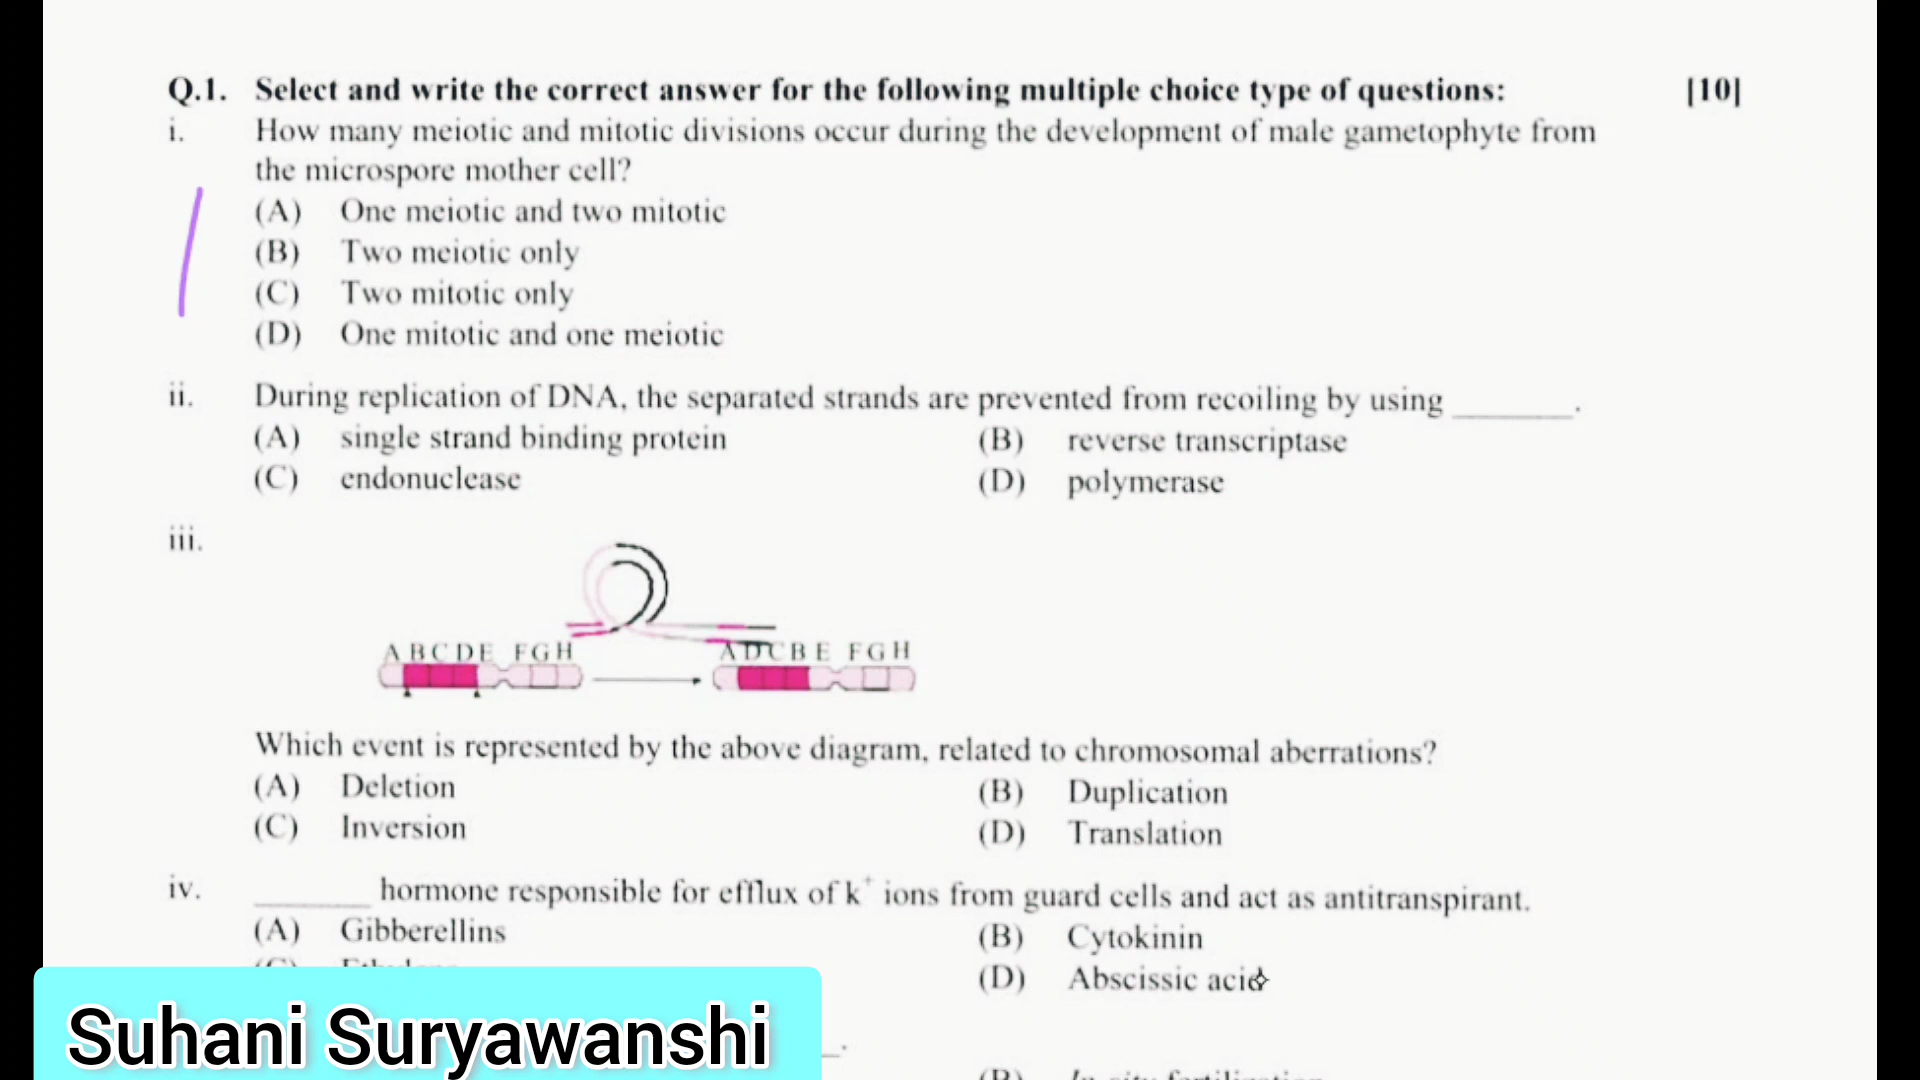 Q.1. Select and write the correct answer for the following multiple choice type of questions: [10]
i. How many meiotic and mitotic divisions occur during the development of male gametophyte from
the microspore mother cell?
(A) One meiotic and two mitotic
(B) Two meiotic only
(C) Two mitotic only
(D) One mitotic and one meiotic
ii. During replication of DNA, the separated strands are prevented from recoiling by using ________.
(A) single strand binding protein (B) reverse transcriptase
(C) endonuclease (D) polymerase
iii.
A B C D E F G H A D C B E F G H
Which event is represented by the above diagram, related to chromosomal aberrations?
(A) Deletion (B) Duplication
(C) Inversion (D) Translation
iv. ________ hormone responsible for efflux of k⁺ ions from guard cells and act as antitranspirant.
(A) Gibberellins (B) Cytokinin
(D) Abscissic acid
Suhani Suryawanshi